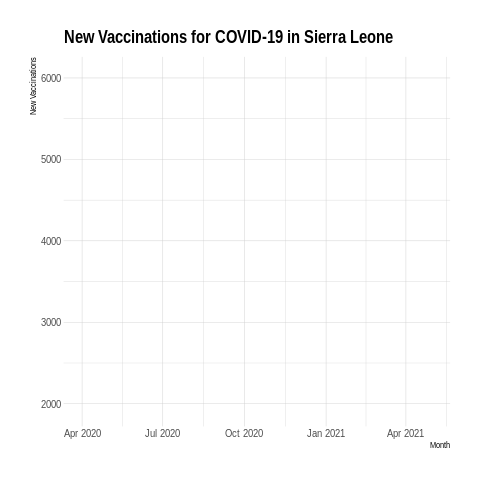 New Vaccinations for COVID-19 in Sierra Leone
New Vaccinations
6000
5000
4000
3000
2000
Apr 2020 Jul 2020 Oct 2020 Jan 2021 Apr 2021
Month